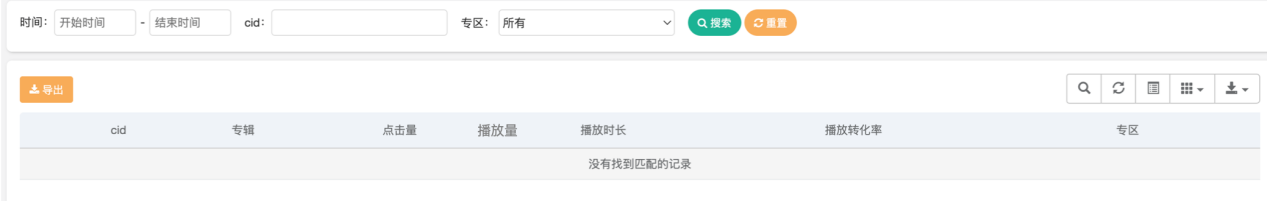 时间： 开始时间 - 结束时间 cid： 专区： 所有 搜索 重置
导出
cid 专辑 点击量 播放量 播放时长 播放转化率 专区
没有找到匹配的记录